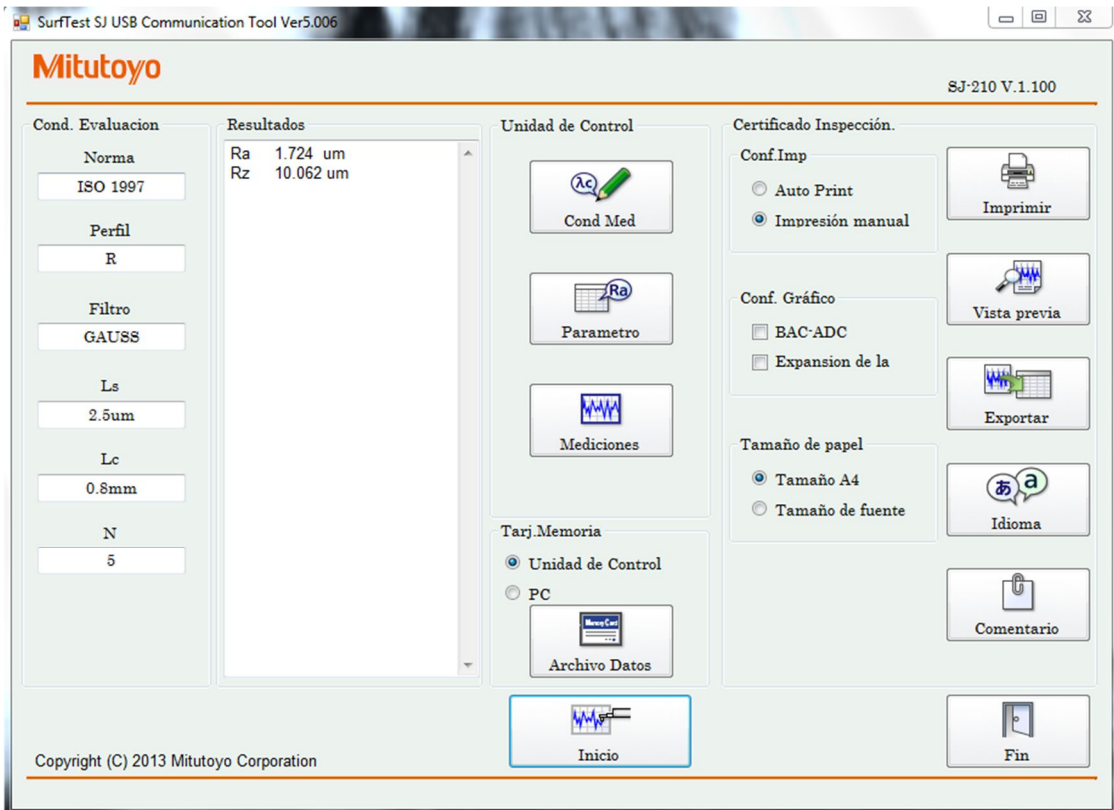 SurfTest SJ USB Communication Tool Ver5.006
Mitutoyo
SJ-210 V.1.100
Cond. Evaluacion
Norma
ISO 1997
Perfil
R
Filtro
GAUSS
Ls
2.5um
Lc
0.8mm
N
5
Resultados
Ra 1.724 um
Rz 10.062 um
Unidad de Control
λc
Cond Med
Ra
Parametro
Mediciones
Tarj.Memoria
Unidad de Control
PC
Memory Card
Archivo Datos
Inicio
Certificado Inspección.
Conf.Imp
Auto Print
Impresión manual
Conf. Gráfico
BAC-ADC
Expansion de la
Tamaño de papel
Tamaño A4
Tamaño de fuente
Imprimir
Vista previa
Exportar
あ a
Idioma
Comentario
Fin
Copyright (C) 2013 Mitutoyo Corporation